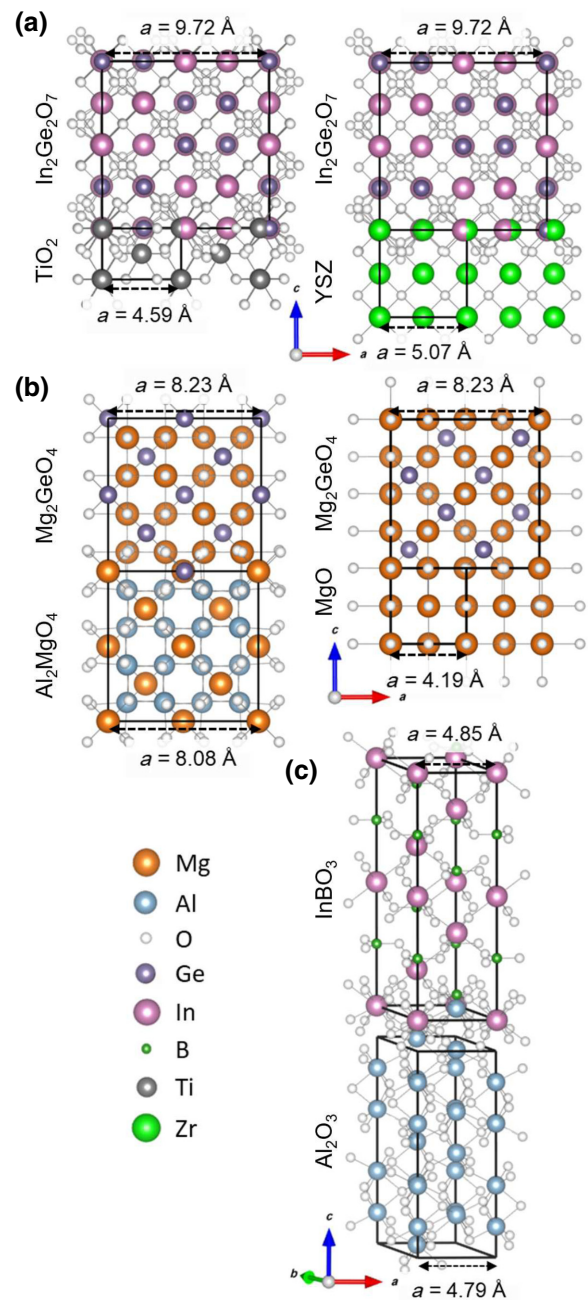 (a)
a = 9.72 Å
a = 9.72 Å
In₂Ge₂O₇
In₂Ge₂O₇
TiO₂
YSZ
a = 4.59 Å
c
a
a = 5.07 Å
(b)
a = 8.23 Å
a = 8.23 Å
Mg₂GeO₄
Mg₂GeO₄
Al₂MgO₄
MgO
c
a
a = 4.19 Å
a = 8.08 Å
a = 4.85 Å
(c)
InBO₃
Mg
Al
O
Ge
In
B
Ti
Zr
Al₂O₃
c
b
a
a = 4.79 Å